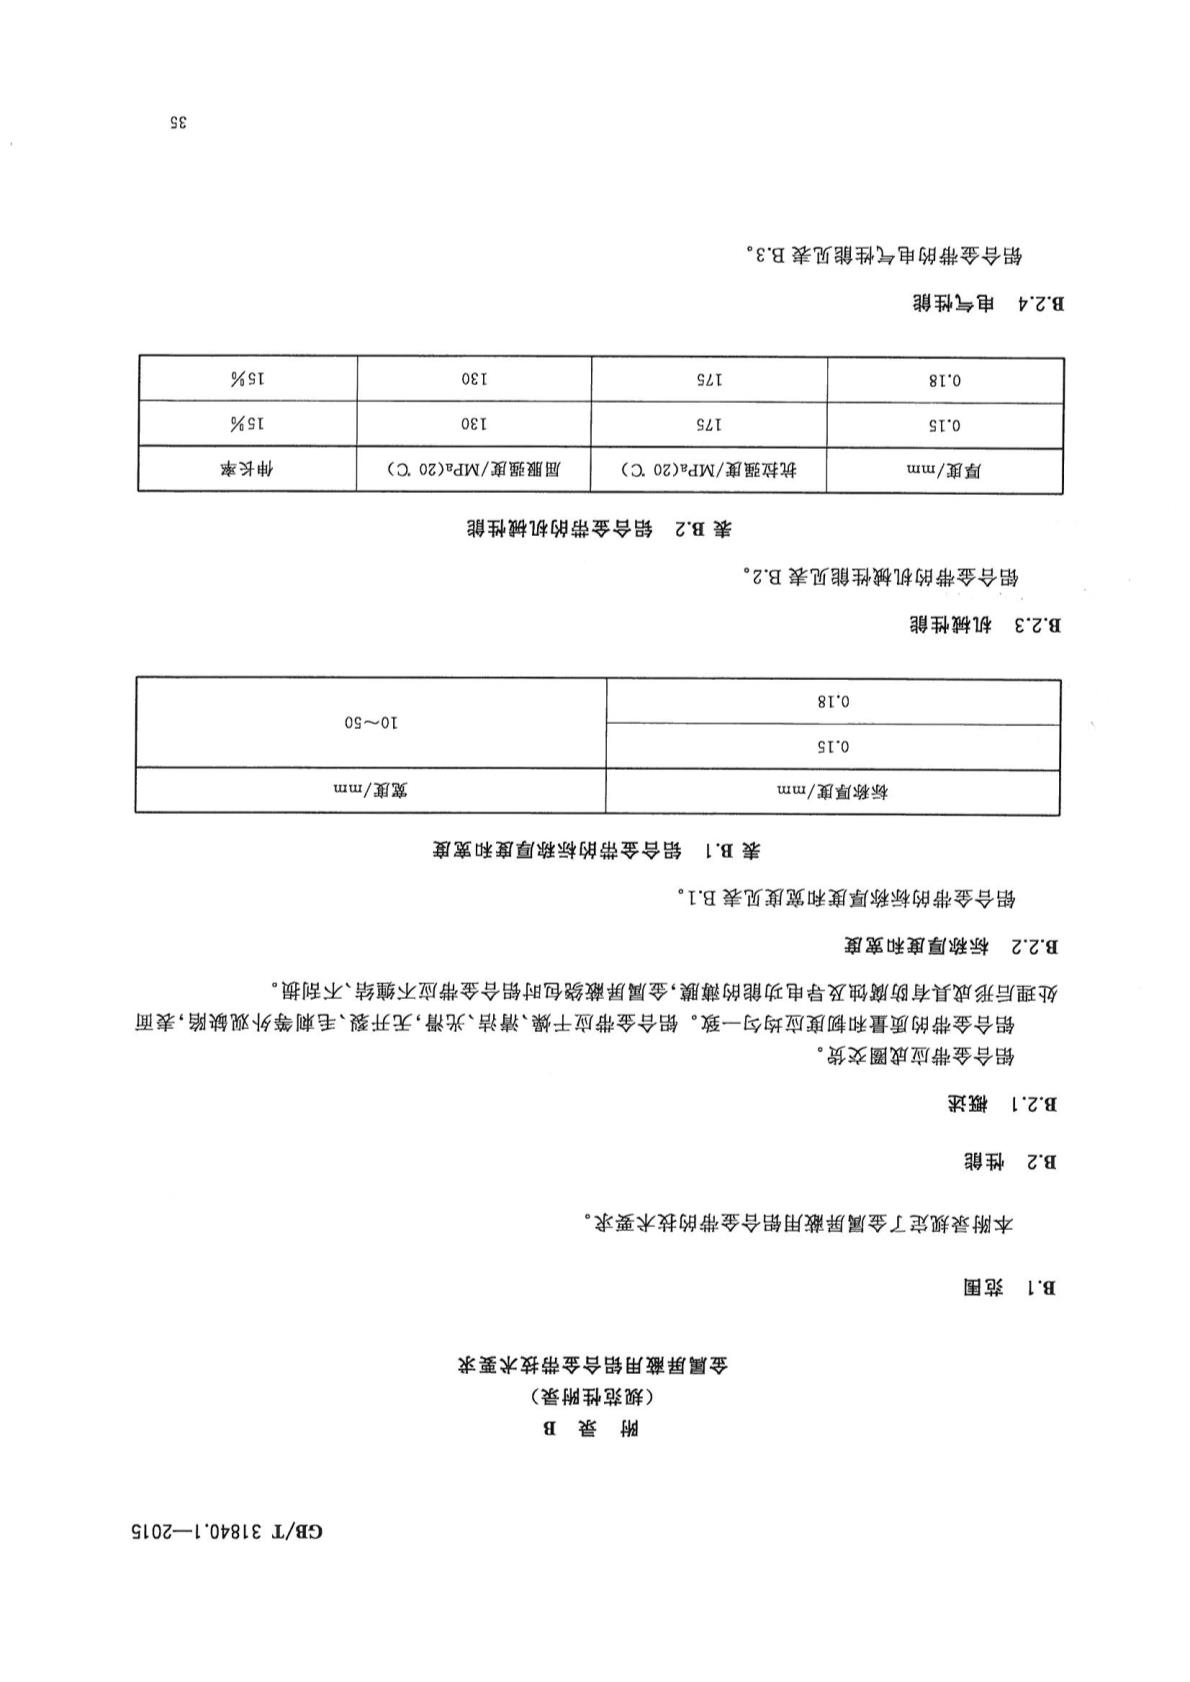 GB/T 31840.1—2015
附 录 B
(规范性附录)
金属屏蔽用铝合金带技术要求
B.1 范围
本附录规定了金属屏蔽用铝合金带的技术要求。
B.2 性能
B.2.1 概述
铝合金带应成圈交货。
铝合金带的质量和韧度应均匀一致。铝合金带应干燥、清洁、光滑,无开裂、毛刺等外观缺陷,表面
处理后形成具有防腐蚀及导电功能的薄膜,金属屏蔽绕包时铝合金带应不缠结、不刮损。
B.2.2 标称厚度和宽度
铝合金带的标称厚度和宽度见表 B.1。
表 B.1 铝合金带的标称厚度和宽度
标称厚度/mm 宽度/mm
0.15
10~50
0.18
B.2.3 机械性能
铝合金带的机械性能见表 B.2。
表 B.2 铝合金带的机械性能
厚度/mm 抗拉强度/MPa(20 ℃) 屈服强度/MPa(20 ℃) 伸长率
0.15 175 130 15%
0.18 175 130 15%
B.2.4 电气性能
铝合金带的电气性能见表 B.3。
35